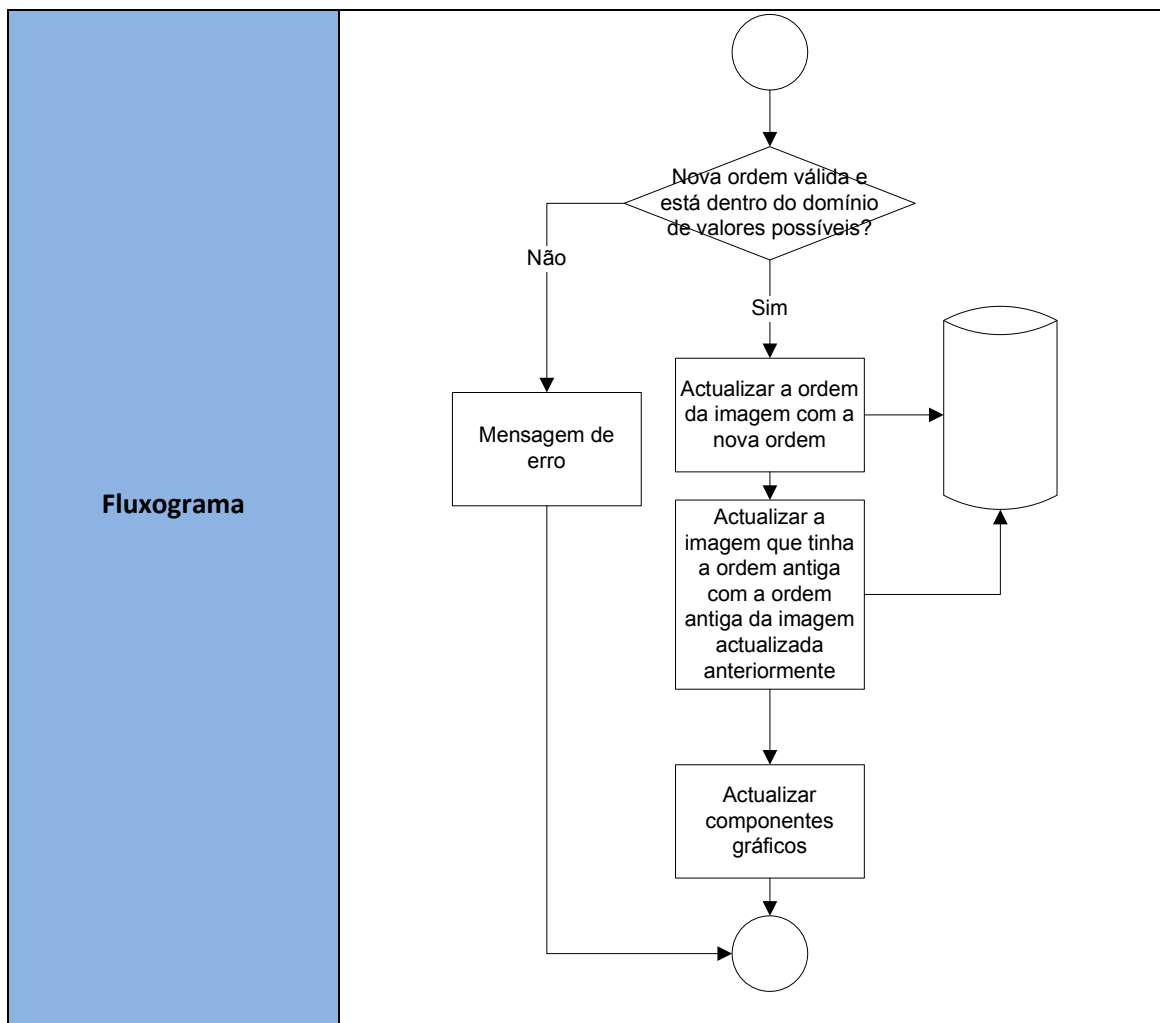 Fluxograma
Nova ordem válida e
está dentro do domínio
de valores possíveis?
Não
Sim
Mensagem de
erro
Actualizar a ordem
da imagem com a
nova ordem
Actualizar a
imagem que tinha
a ordem antiga
com a ordem
antiga da imagem
actualizada
anteriormente
Actualizar
componentes
gráficos